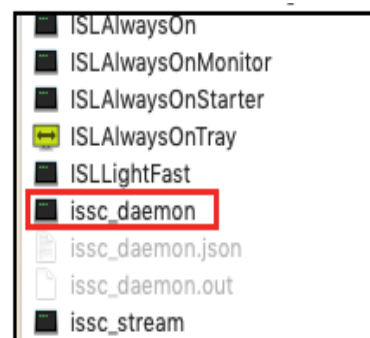 ISLAlwaysOn
ISLAlwaysOnMonitor
ISLAlwaysOnStarter
ISLAlwaysOnTray
ISLLightFast
issc_daemon
issc_daemon.json
issc_daemon.out
issc_stream